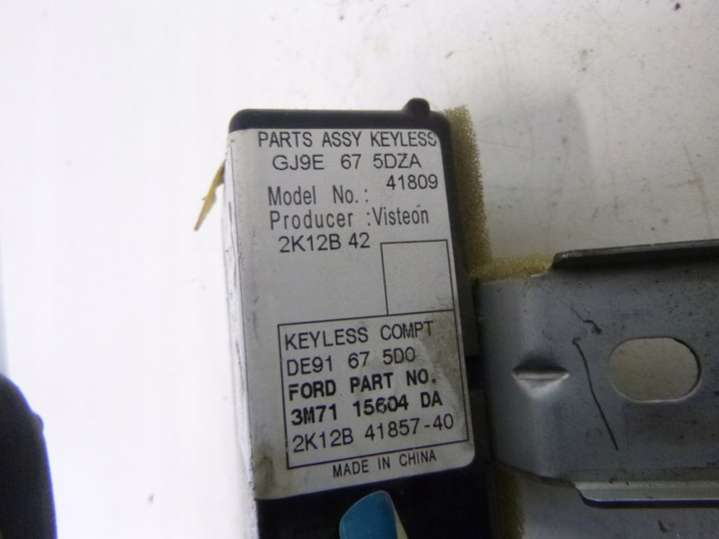 PARTS ASSY KEYLESS
GJ9E 67 5DZA
Model No.: 41809
Producer :Visteon
2K12B 42
KEYLESS COMPT
DE91 67 5D0
FORD PART NO.
3M71 15604 DA
2K12B 41857-40
MADE IN CHINA